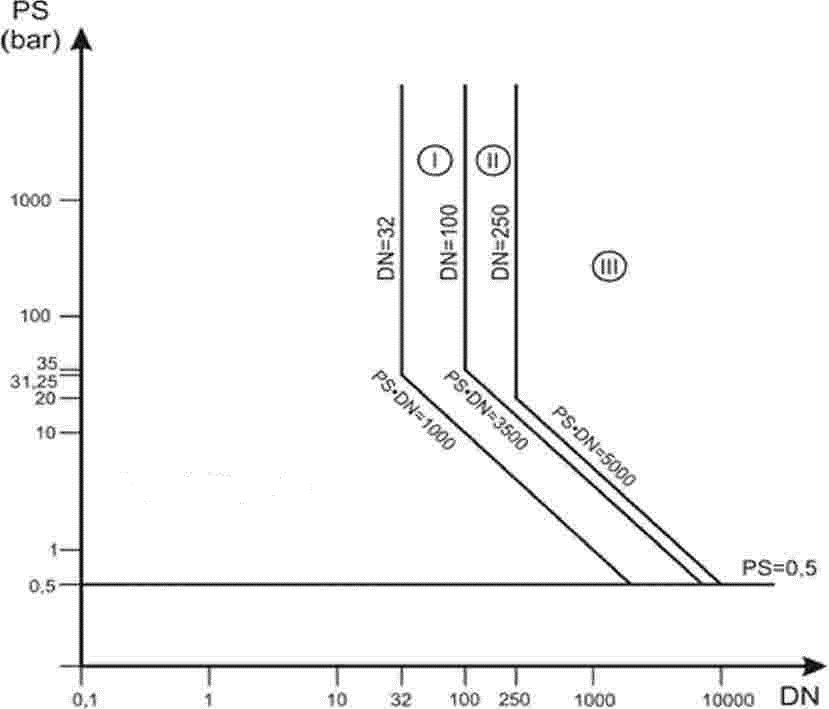 PS
(bar)
1000
100
35
31,25
20
10
1
0,5
DN=32
DN=100
DN=250
I
II
III
PS•DN=1000
PS•DN=3500
PS•DN=5000
PS=0,5
0,1
1
10
32
100
250
1000
10000
DN